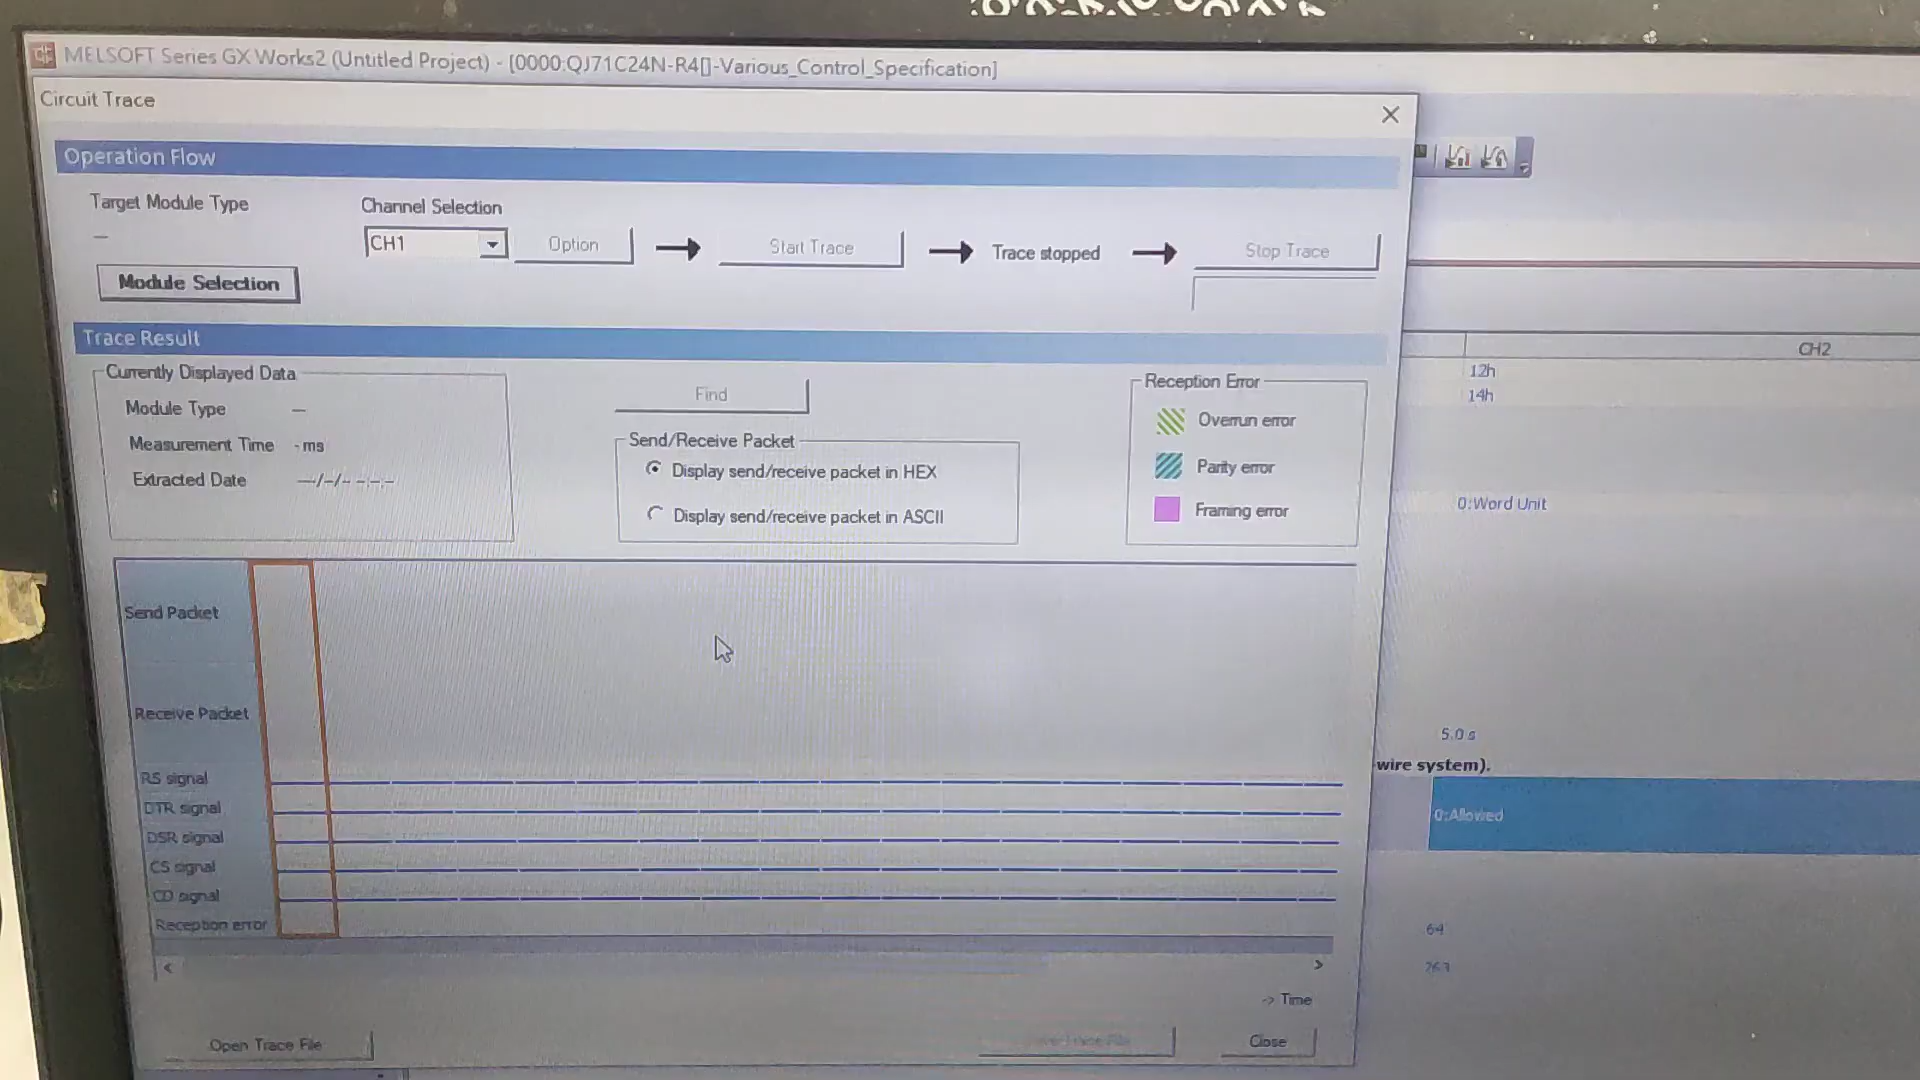 MELSOFT Series GX Works2 (Untitled Project) - [0000:QJ71C24N-R4[]-Various_Control_Specification]
Circuit Trace
Operation Flow
Target Module Type
Channel Selection
CH1
Option
Start Trace
Trace stopped
Stop Trace
Module Selection
Trace Result
Currently Displayed Data
Module Type
Measurement Time - ms
Extracted Date --/-/-- --:--
Find
Send/Receive Packet
Display send/receive packet in HEX
Display send/receive packet in ASCII
Reception Error
Overrun error
Parity error
Framing error
CH2
12h
14h
0:Word Unit
5.0 s
wire system).
0:Allowed
64
263
Send Packet
Receive Packet
RS signal
DTR signal
DSR signal
CS signal
CD signal
Reception error
-> Time
Open Trace File
Close